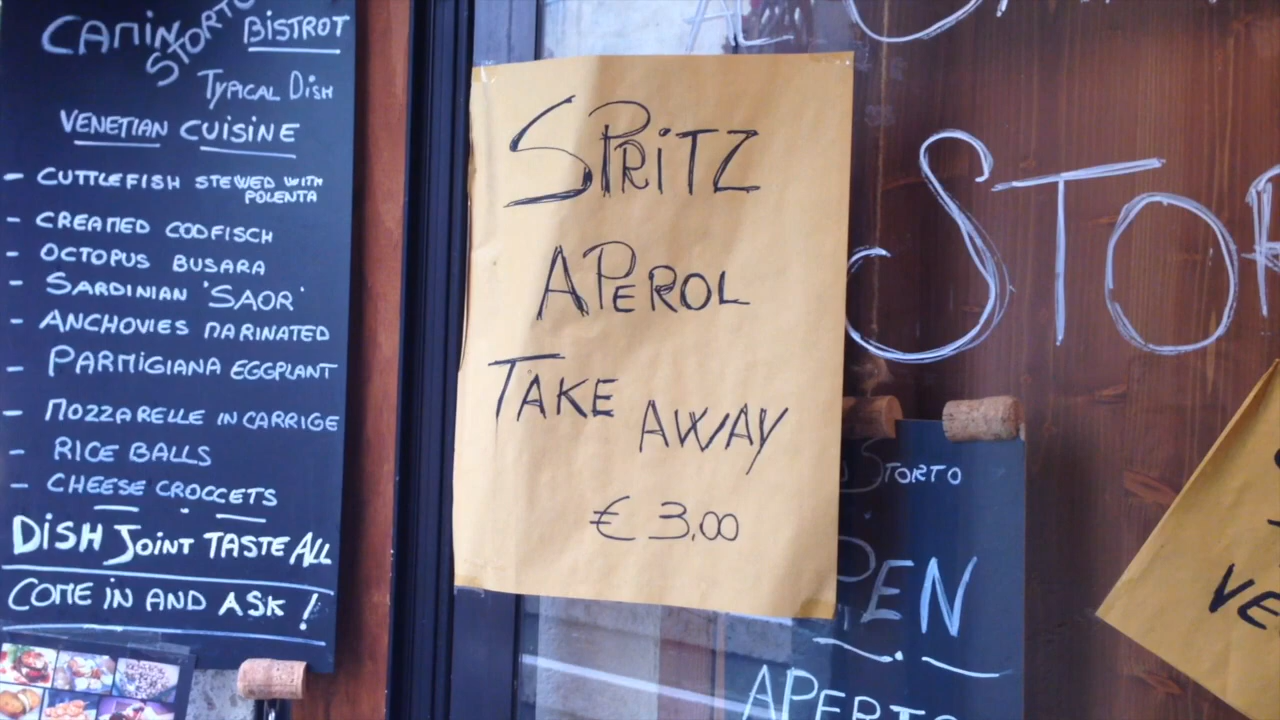 CAMIN STORTO BISTROT
TYPICAL DISH
VENETIAN CUISINE
- CUTTLEFISH STEWED WITH
POLENTA
- CREAMED CODFISCH
- OCTOPUS BUSARA
- SARDINIAN 'SAOR'
- ANCHOVIES MARINATED
- PARMIGIANA EGGPLANT
- MOZZARELLE IN CARRIGE
- RICE BALLS
- CHEESE CROCCETS
DISH JOINT TASTE ALL
COME IN AND ASK !
SPRITZ
APEROL
TAKE AWAY
€ 3.00
STOR
STORTO
PEN
APERTO
VE